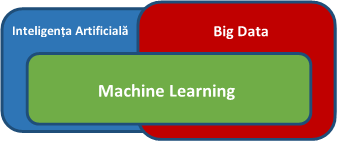 Inteligența Artificială
Big Data
Machine Learning